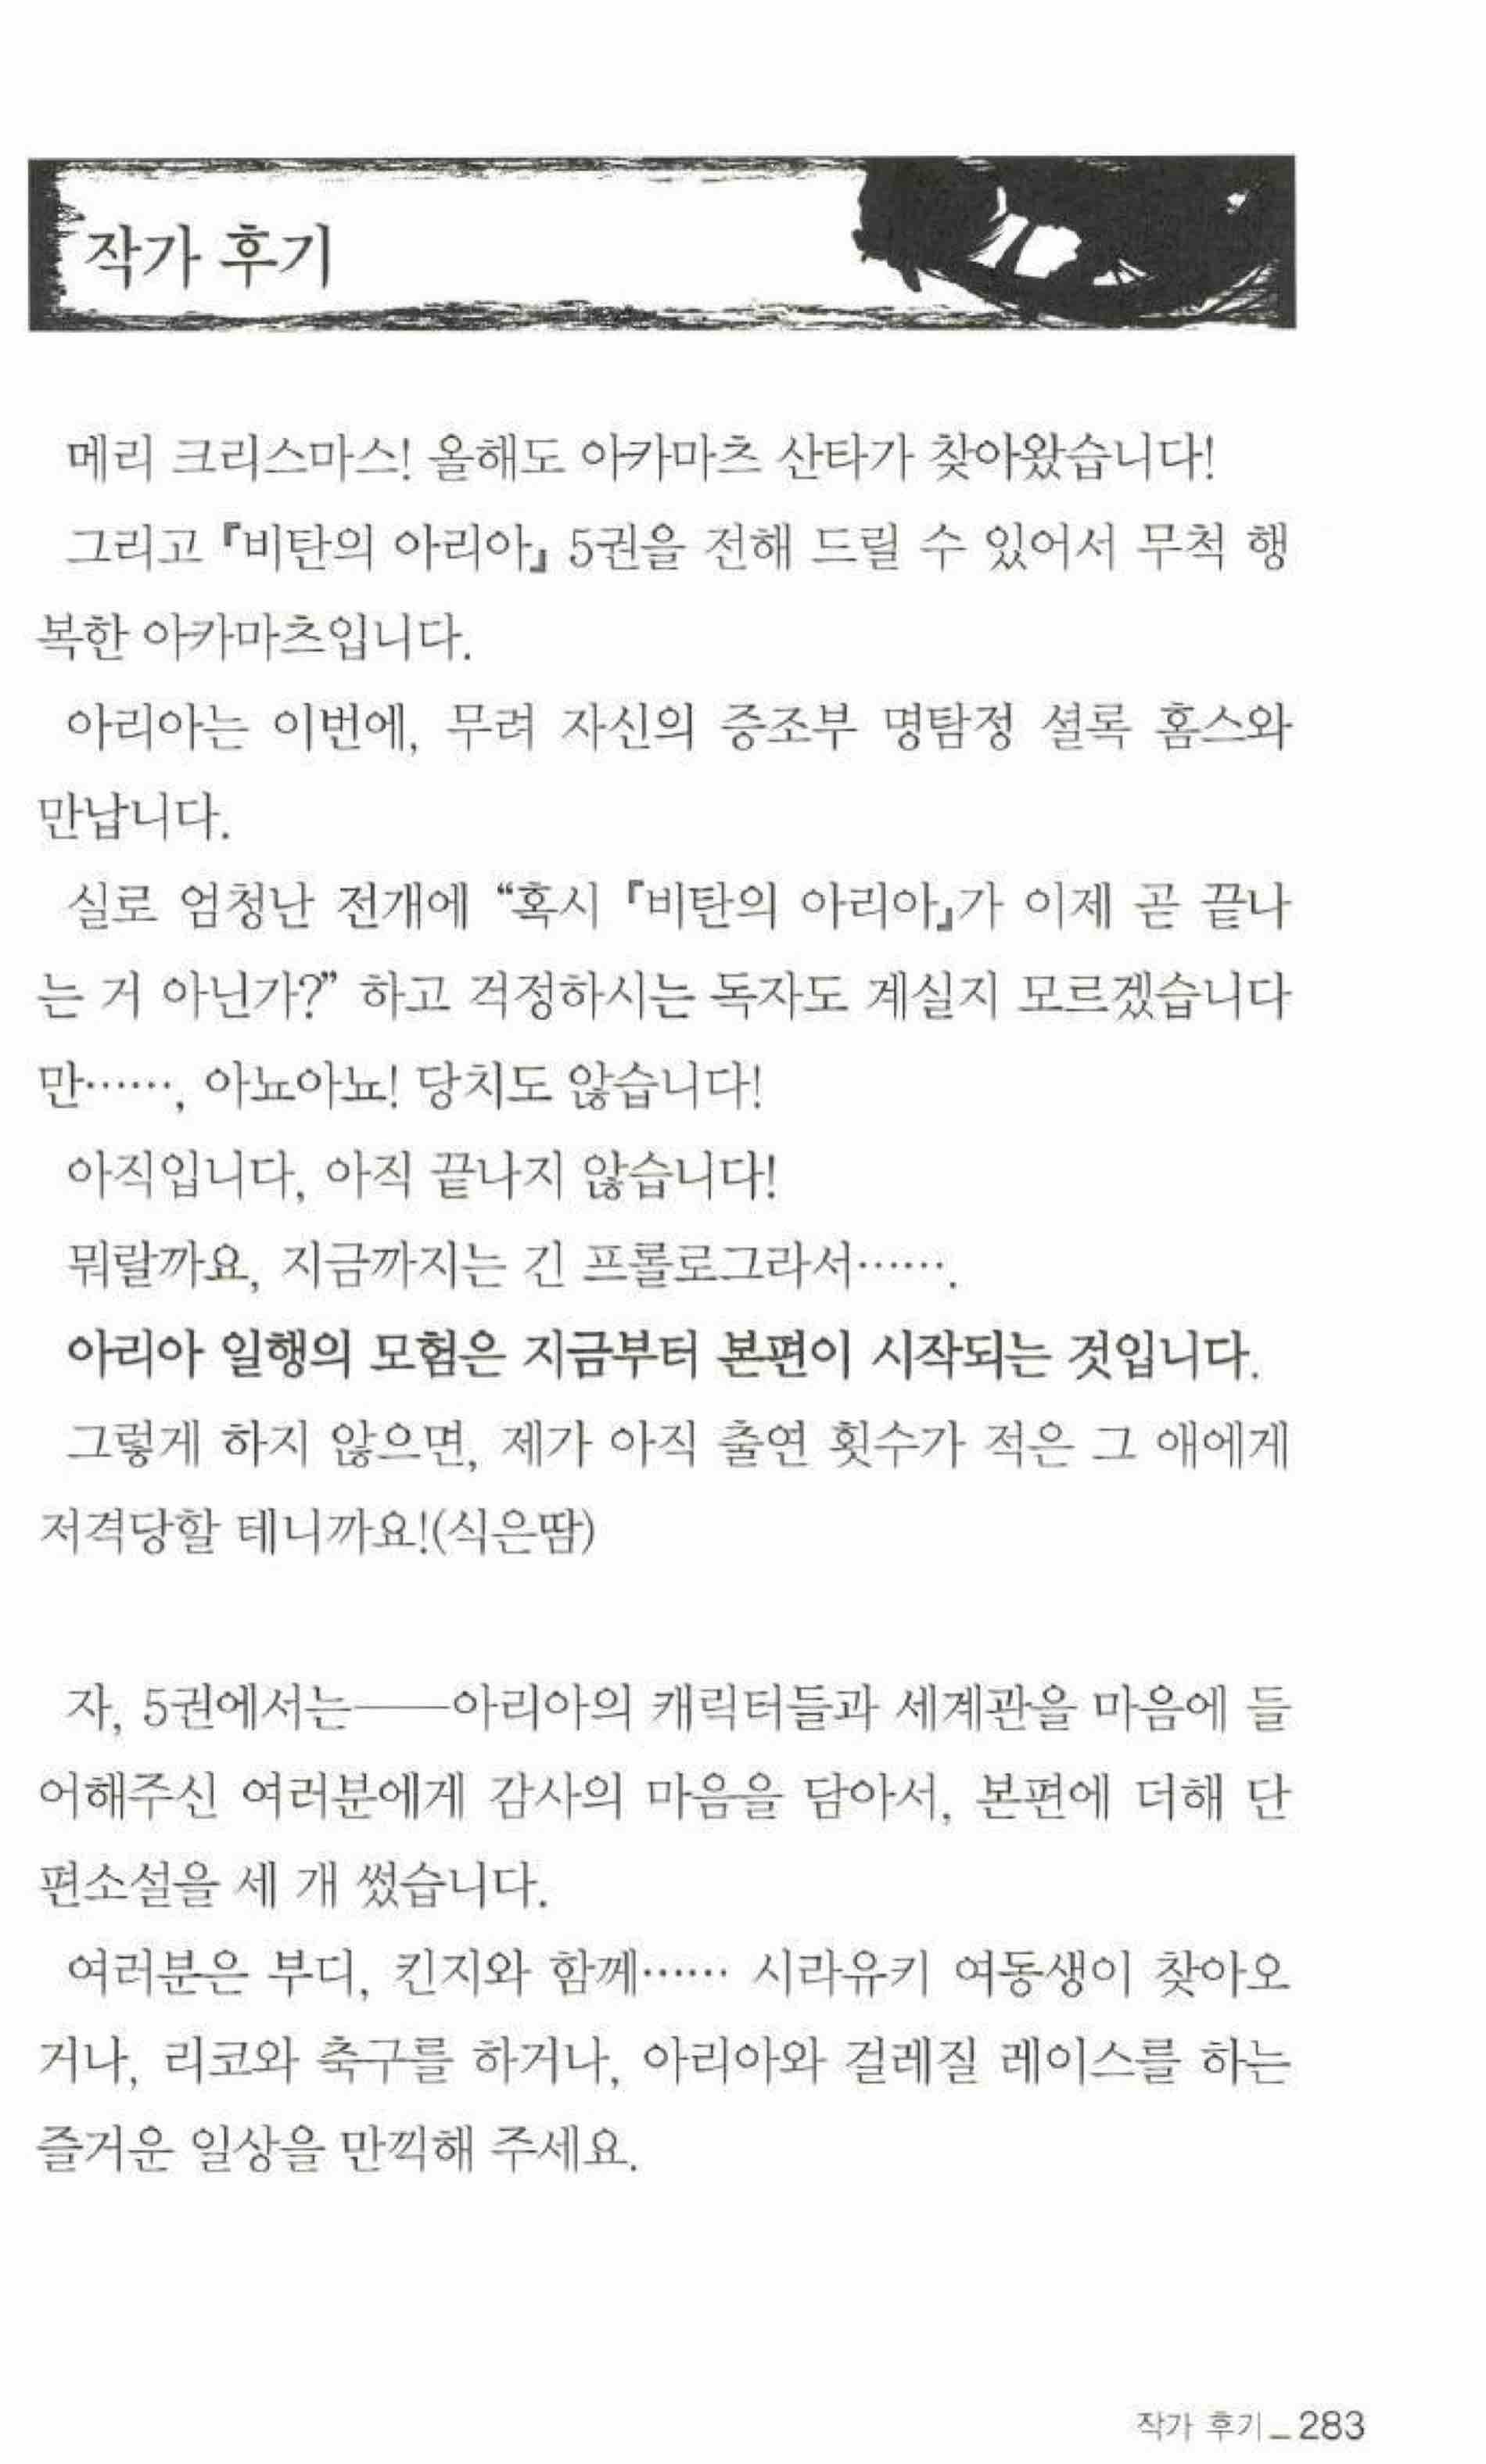 작가 후기
메리 크리스마스! 올해도 아카마츠 산타가 찾아왔습니다!
그리고 『비탄의 아리아』 5권을 전해 드릴 수 있어서 무척 행
복한 아카마츠입니다.
아리아는 이번에, 무려 자신의 증조부 명탐정 셜록 홈스와
만납니다.
실로 엄청난 전개에 “혹시 『비탄의 아리아』가 이제 곧 끝나
는 거 아닌가?” 하고 걱정하시는 독자도 계실지 모르겠습니다
만……, 아뇨아뇨! 당치도 않습니다!
아직입니다, 아직 끝나지 않습니다!
뭐랄까요, 지금까지는 긴 프롤로그라서…….
아리아 일행의 모험은 지금부터 본편이 시작되는 것입니다.
그렇게 하지 않으면, 제가 아직 출연 횟수가 적은 그 애에게
저격당할 테니까요!(식은땀)
자, 5권에서는――아리아의 캐릭터들과 세계관을 마음에 들
어해주신 여러분에게 감사의 마음을 담아서, 본편에 더해 단
편소설을 세 개 썼습니다.
여러분은 부디, 킨지와 함께…… 시라유키 여동생이 찾아오
거나, 리코와 축구를 하거나, 아리아와 걸레질 레이스를 하는
즐거운 일상을 만끽해 주세요.
작가 후기_283